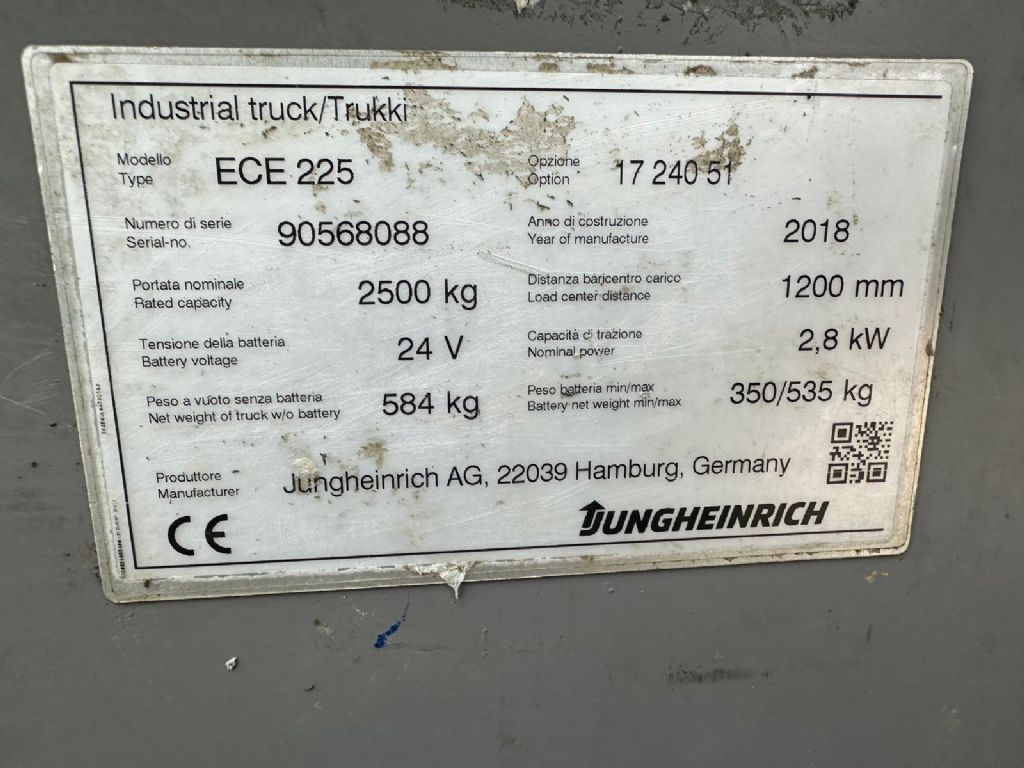 Industrial truck/Trukki
Modello ECE 225 Opzione 17 240 51
Type Option
Numero di serie 90568088 Anno di costruzione 2018
Serial-no. Year of manufacture
Portata nominale 2500 kg Distanza baricentro carico 1200 mm
Rated capacity Load center distance
Tensione della batteria 24 V Capacità di trazione 2,8 kW
Battery voltage Nominal power
Peso a vuoto senza batteria 584 kg Peso batteria min/max 350/535 kg
Net weight of truck w/o battery Battery net weight min/max
Produttore Jungheinrich AG, 22039 Hamburg, Germany
Manufacturer
CE JUNGHEINRICH